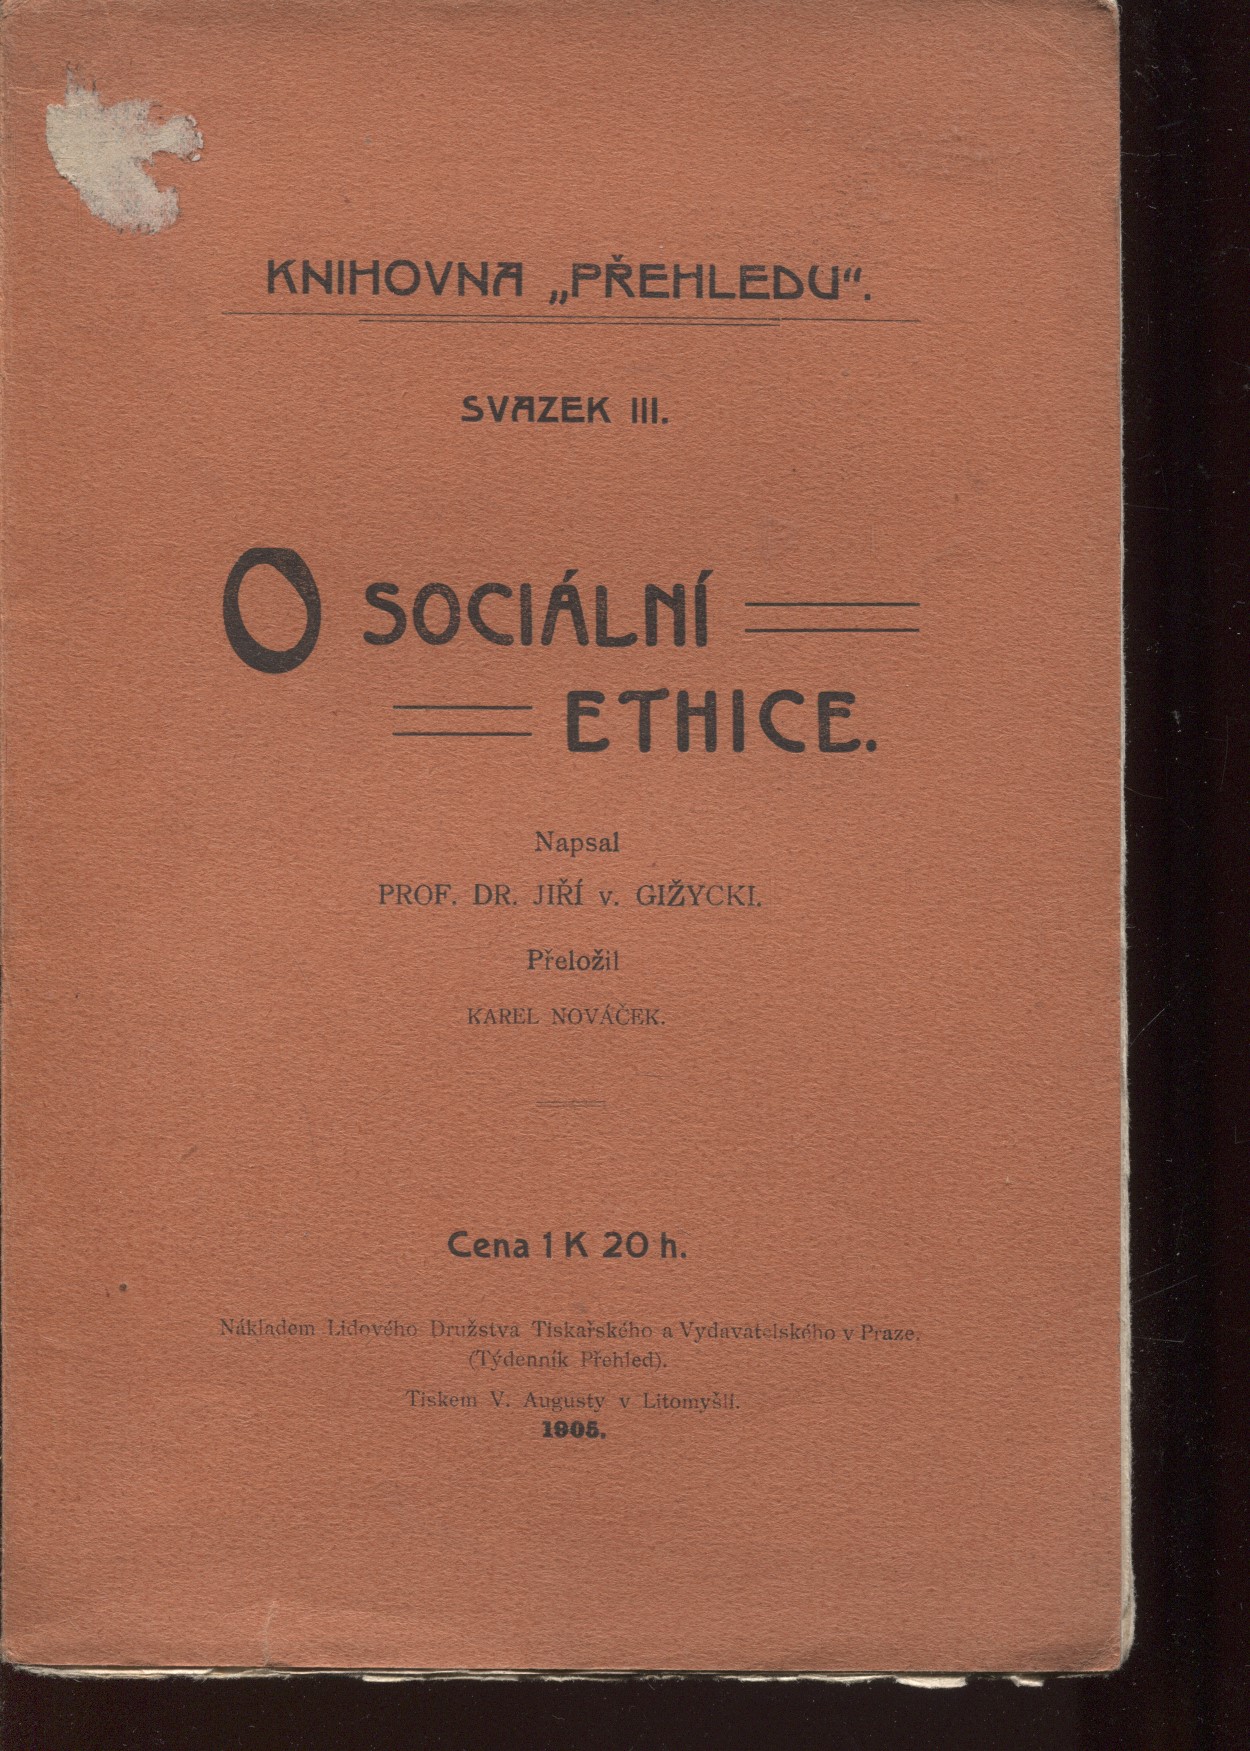 KNIHOVNA „PŘEHLEDU“.
SVAZEK III.
O SOCIÁLNÍ
ETHICE.
Napsal
PROF. DR. JIŘÍ v. GIŽYCKI.
Přeložil
KAREL NOVÁČEK.
Cena 1 K 20 h.
Nákladem Lidového Družstva Tiskařského a Vydavatelského v Praze.
(Týdenník Přehled).
Tiskem V. Augusty v Litomyšli.
1905.